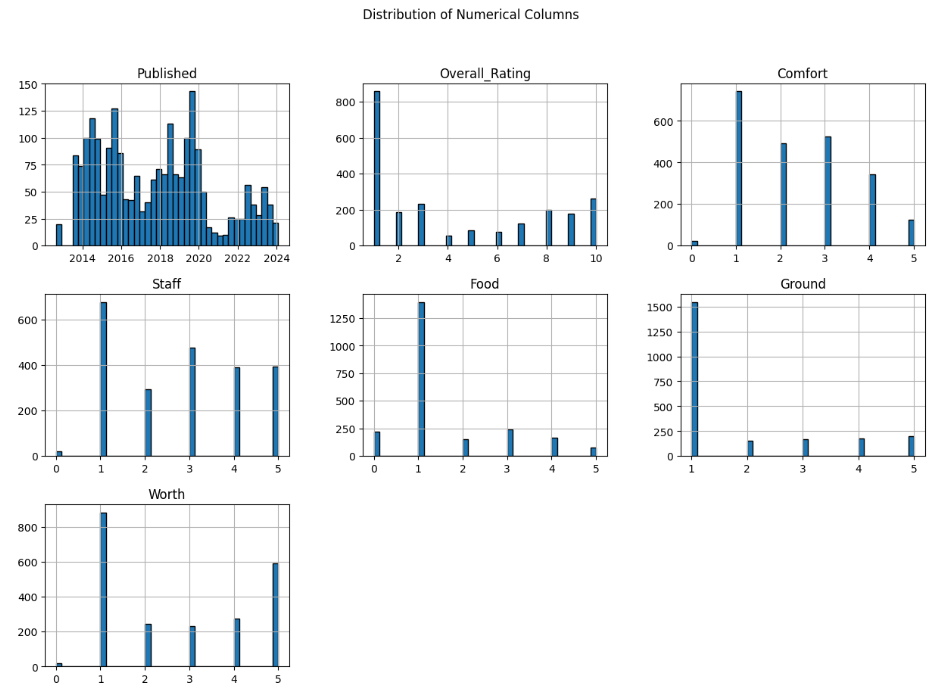 Distribution of Numerical Columns
Published
Overall_Rating
Comfort
150
125
100
75
50
25
0
2014 2016 2018 2020 2022 2024
800
600
400
200
0
2 4 6 8 10
600
400
200
0
0 1 2 3 4 5
Staff
Food
Ground
600
400
200
0
0 1 2 3 4 5
1250
1000
750
500
250
0
0 1 2 3 4 5
1500
1250
1000
750
500
250
0
1 2 3 4 5
Worth
800
600
400
200
0
0 1 2 3 4 5